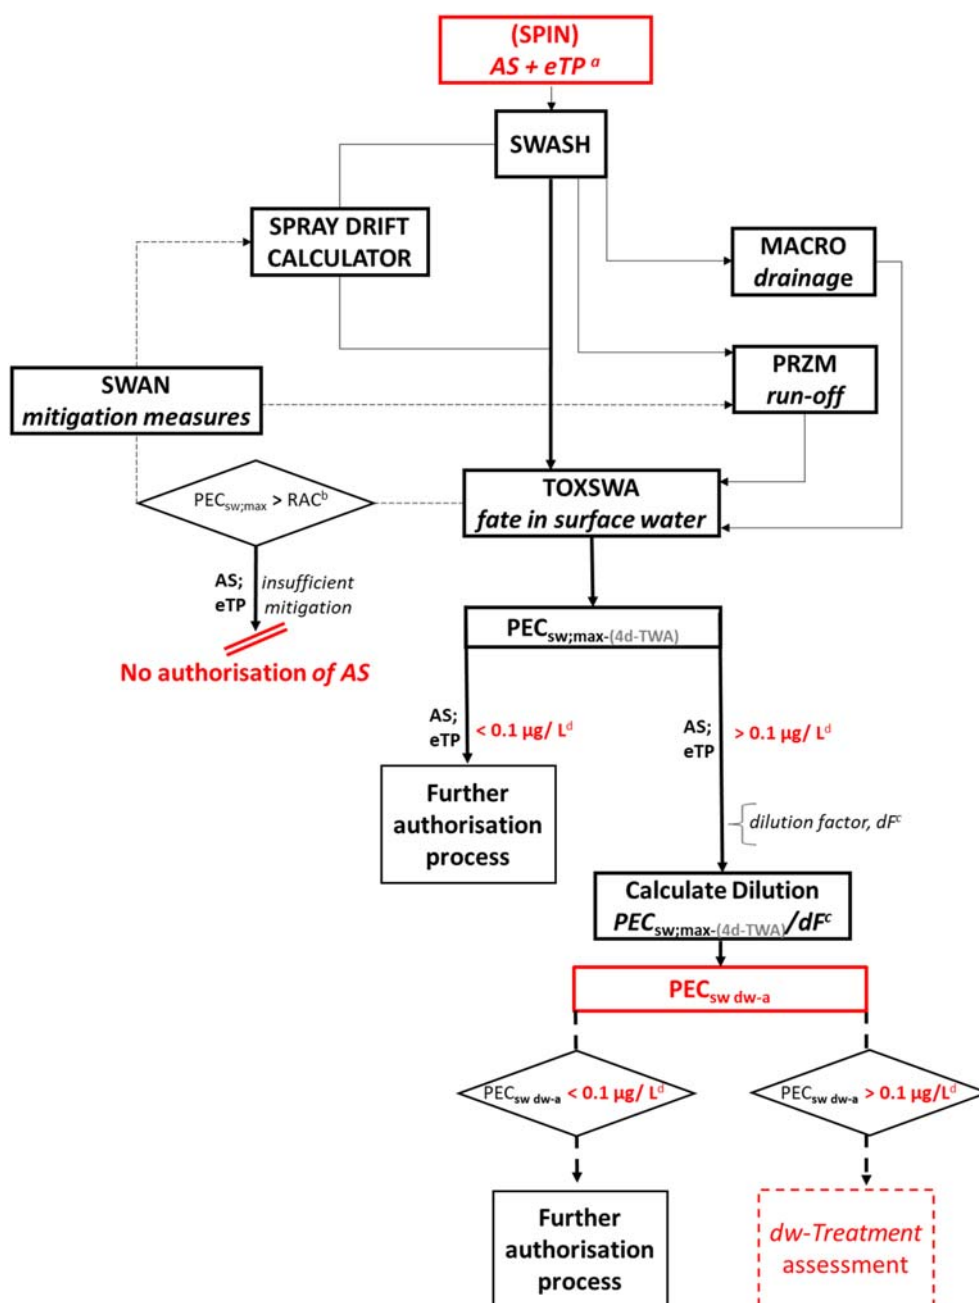 (SPIN)
AS + eTP a
SWASH
SPRAY DRIFT
CALCULATOR
MACRO
drainage
PRZM
run-off
SWAN
mitigation measures
PECsw;max > RACb
TOXSWA
fate in surface water
AS;
eTP
insufficient
mitigation
No authorisation of AS
PECsw;max-(4d-TWA)
AS;
eTP
< 0.1 µg/ Ld
AS;
eTP
> 0.1 µg/ Ld
Further
authorisation
process
dilution factor, dFc
Calculate Dilution
PECsw;max-(4d-TWA)/dFc
PECsw dw-a
PECsw dw-a < 0.1 µg/ Ld
PECsw dw-a > 0.1 µg/Ld
Further
authorisation
process
dw-Treatment
assessment